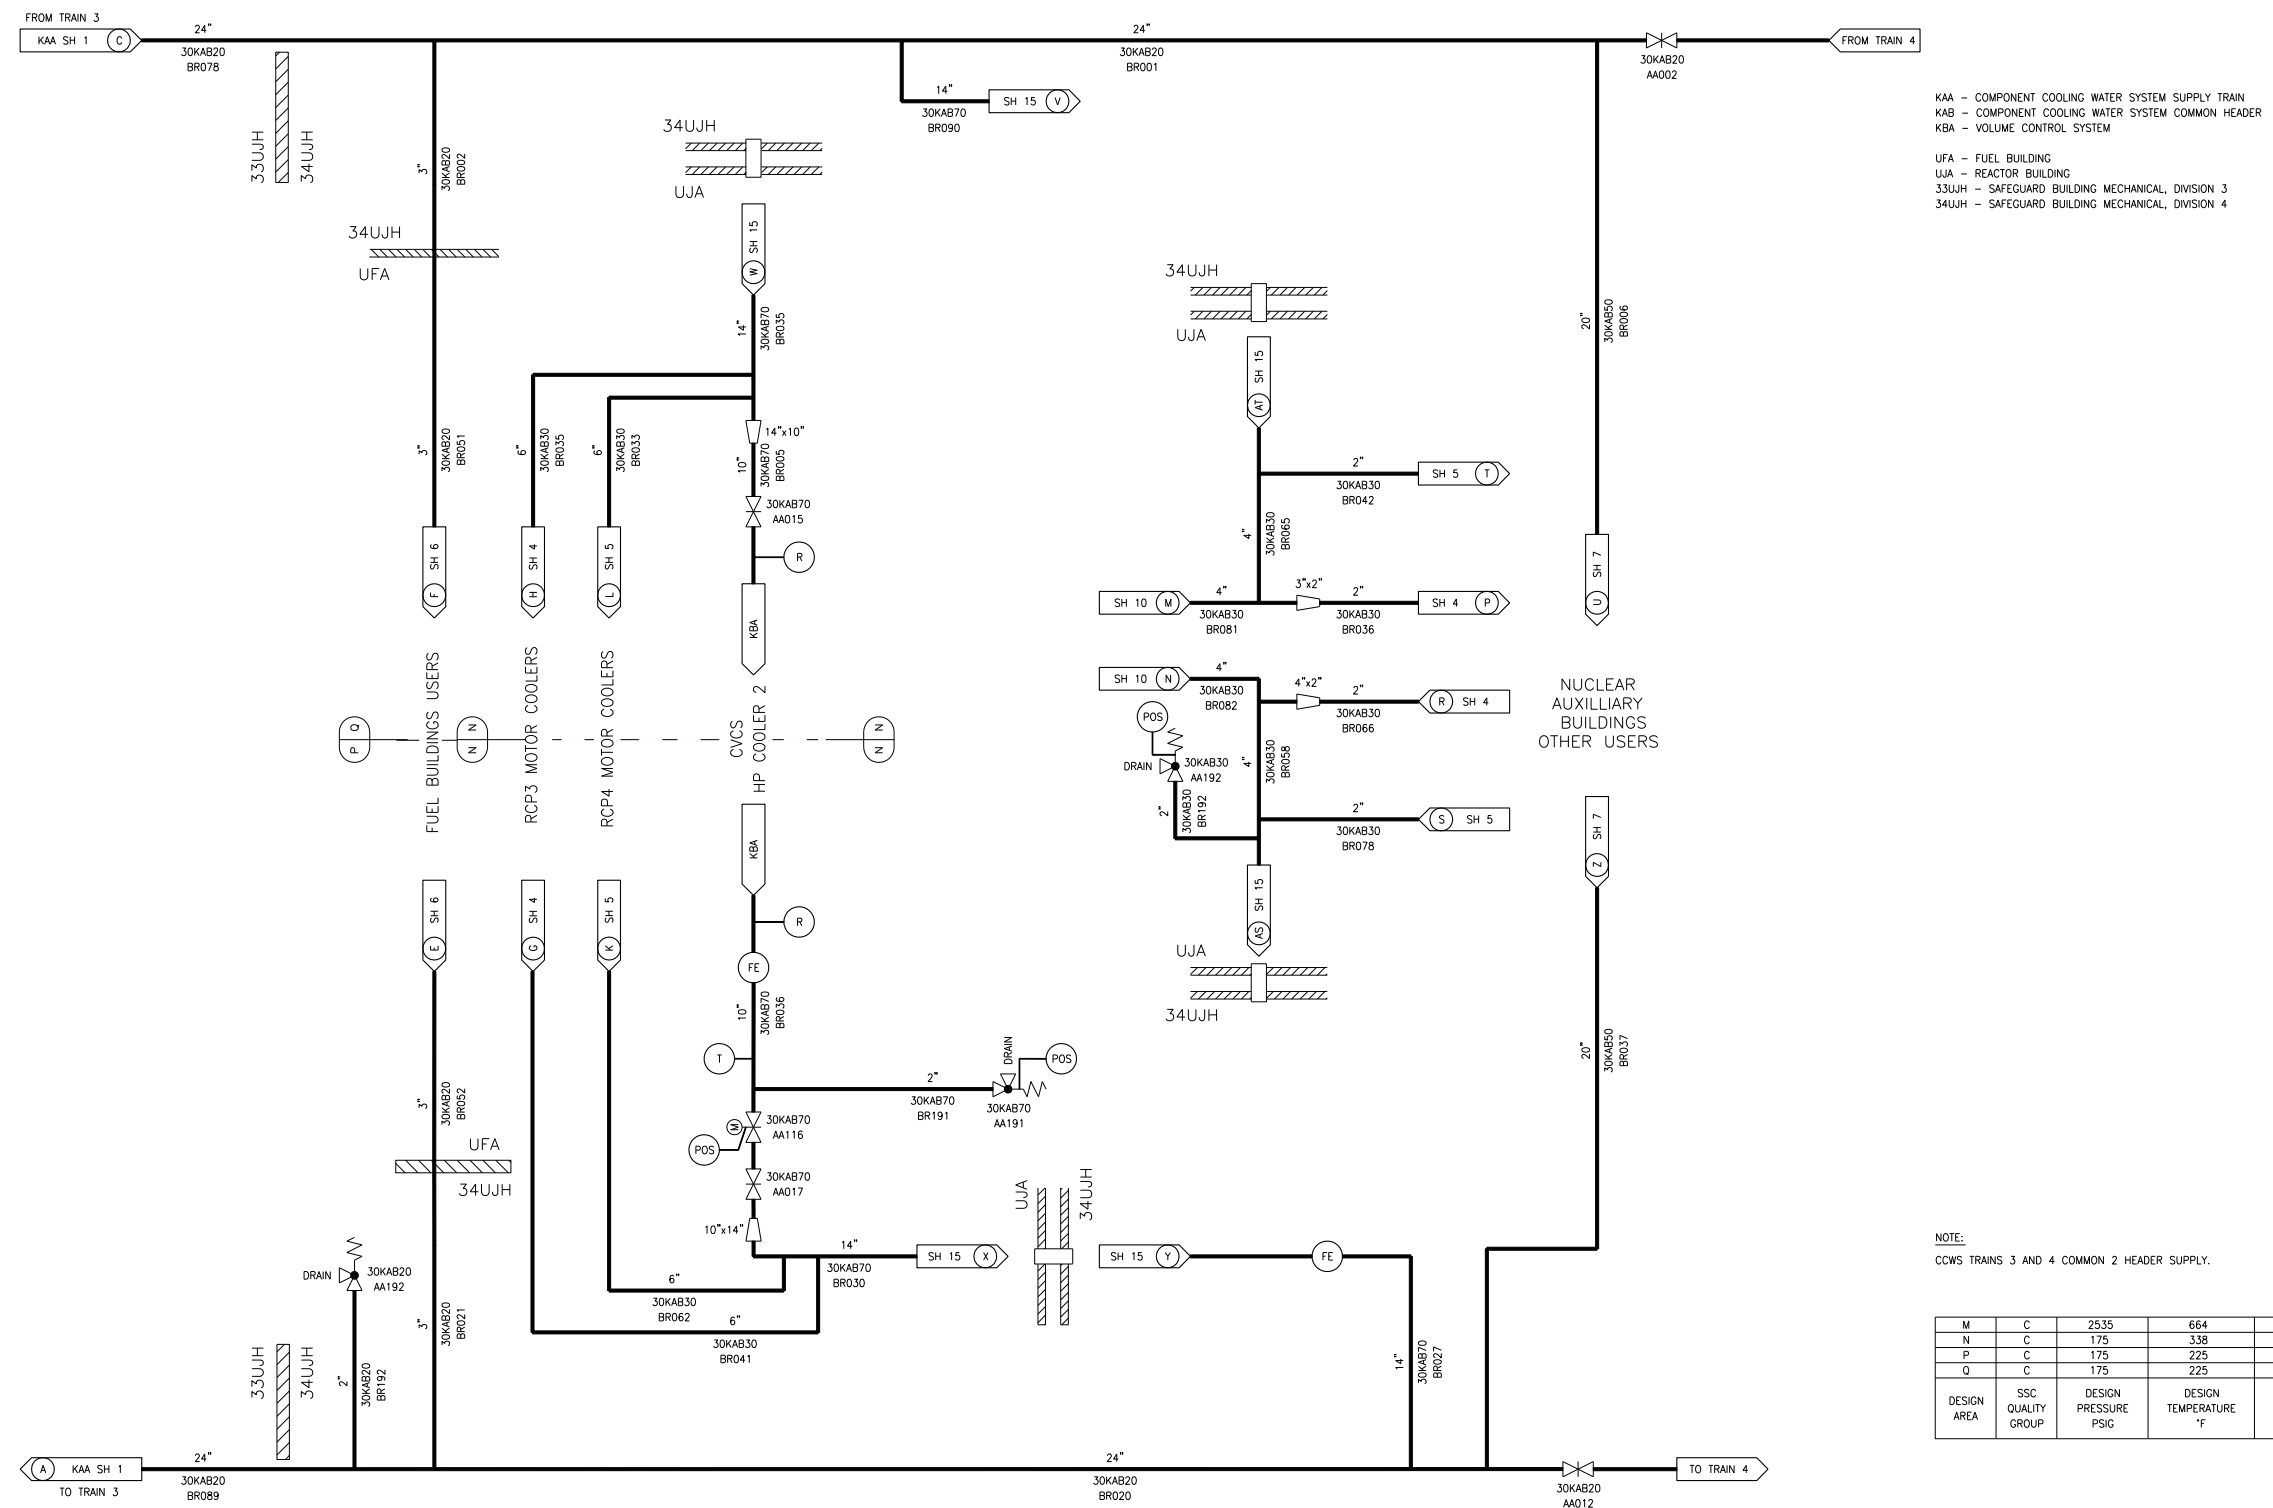 FROM TRAIN 3
KAA SH 1 C
24"
30KAB20
BR078
24"
30KAB20
BR001
30KAB20
AA002
FROM TRAIN 4
14"
30KAB70
BR090
SH 15 V
KAA - COMPONENT COOLING WATER SYSTEM SUPPLY TRAIN
KAB - COMPONENT COOLING WATER SYSTEM COMMON HEADER
KBA - VOLUME CONTROL SYSTEM
UFA - FUEL BUILDING
UJA - REACTOR BUILDING
33UJH - SAFEGUARD BUILDING MECHANICAL, DIVISION 3
34UJH - SAFEGUARD BUILDING MECHANICAL, DIVISION 4
33UJH
34UJH
3"
30KAB20
BR002
34UJH
UFA
34UJH
UJA
W SH 15
14"
30KAB70
BR035
34UJH
UJA
AT SH 15
20"
30KAB50
BR006
3"
30KAB20
BR051
6"
30KAB30
BR035
6"
30KAB30
BR033
14"x10"
10"
30KAB70
BR005
30KAB70
AA015
R
2"
30KAB30
BR042
SH 5 T
4"
30KAB30
BR065
F SH 6
H SH 4
L SH 5
KBA
SH 10 M
4"
30KAB30
BR081
3"x2"
2"
30KAB30
BR036
SH 4 P
U SH 7
FUEL BUILDINGS USERS
RCP3 MOTOR COOLERS
RCP4 MOTOR COOLERS
CVCS
HP COOLER 2
P Q
N N
N N
SH 10 N
4"
30KAB30
BR082
4"x2"
2"
30KAB30
BR066
R SH 4
POS
DRAIN
30KAB30
AA192
2"
30KAB30
BR192
4"
30KAB30
BR058
2"
30KAB30
BR078
S SH 5
NUCLEAR
AUXILLIARY
BUILDINGS
OTHER USERS
E SH 6
G SH 4
K SH 5
KBA
R
FE
10"
30KAB70
BR036
AS SH 15
UJA
34UJH
Z SH 7
20"
30KAB50
BR037
T
2"
30KAB70
BR191
DRAIN
POS
30KAB70
AA191
3"
30KAB20
BR052
UFA
34UJH
M
POS
30KAB70
AA116
30KAB70
AA017
10"x14"
14"
30KAB70
BR030
SH 15 X
UJA
34UJH
SH 15 Y
FE
DRAIN
30KAB20
AA192
3"
30KAB20
BR021
6"
30KAB30
BR062
6"
30KAB30
BR041
14"
30KAB70
BR027
33UJH
34UJH
2"
30KAB20
BR192
A KAA SH 1
TO TRAIN 3
24"
30KAB20
BR089
24"
30KAB20
BR020
30KAB20
AA012
TO TRAIN 4
NOTE:
CCWS TRAINS 3 AND 4 COMMON 2 HEADER SUPPLY.
M C 2535 664
N C 175 338
P C 175 225
Q C 175 225
DESIGN AREA SSC QUALITY GROUP DESIGN PRESSURE PSIG DESIGN TEMPERATURE °F